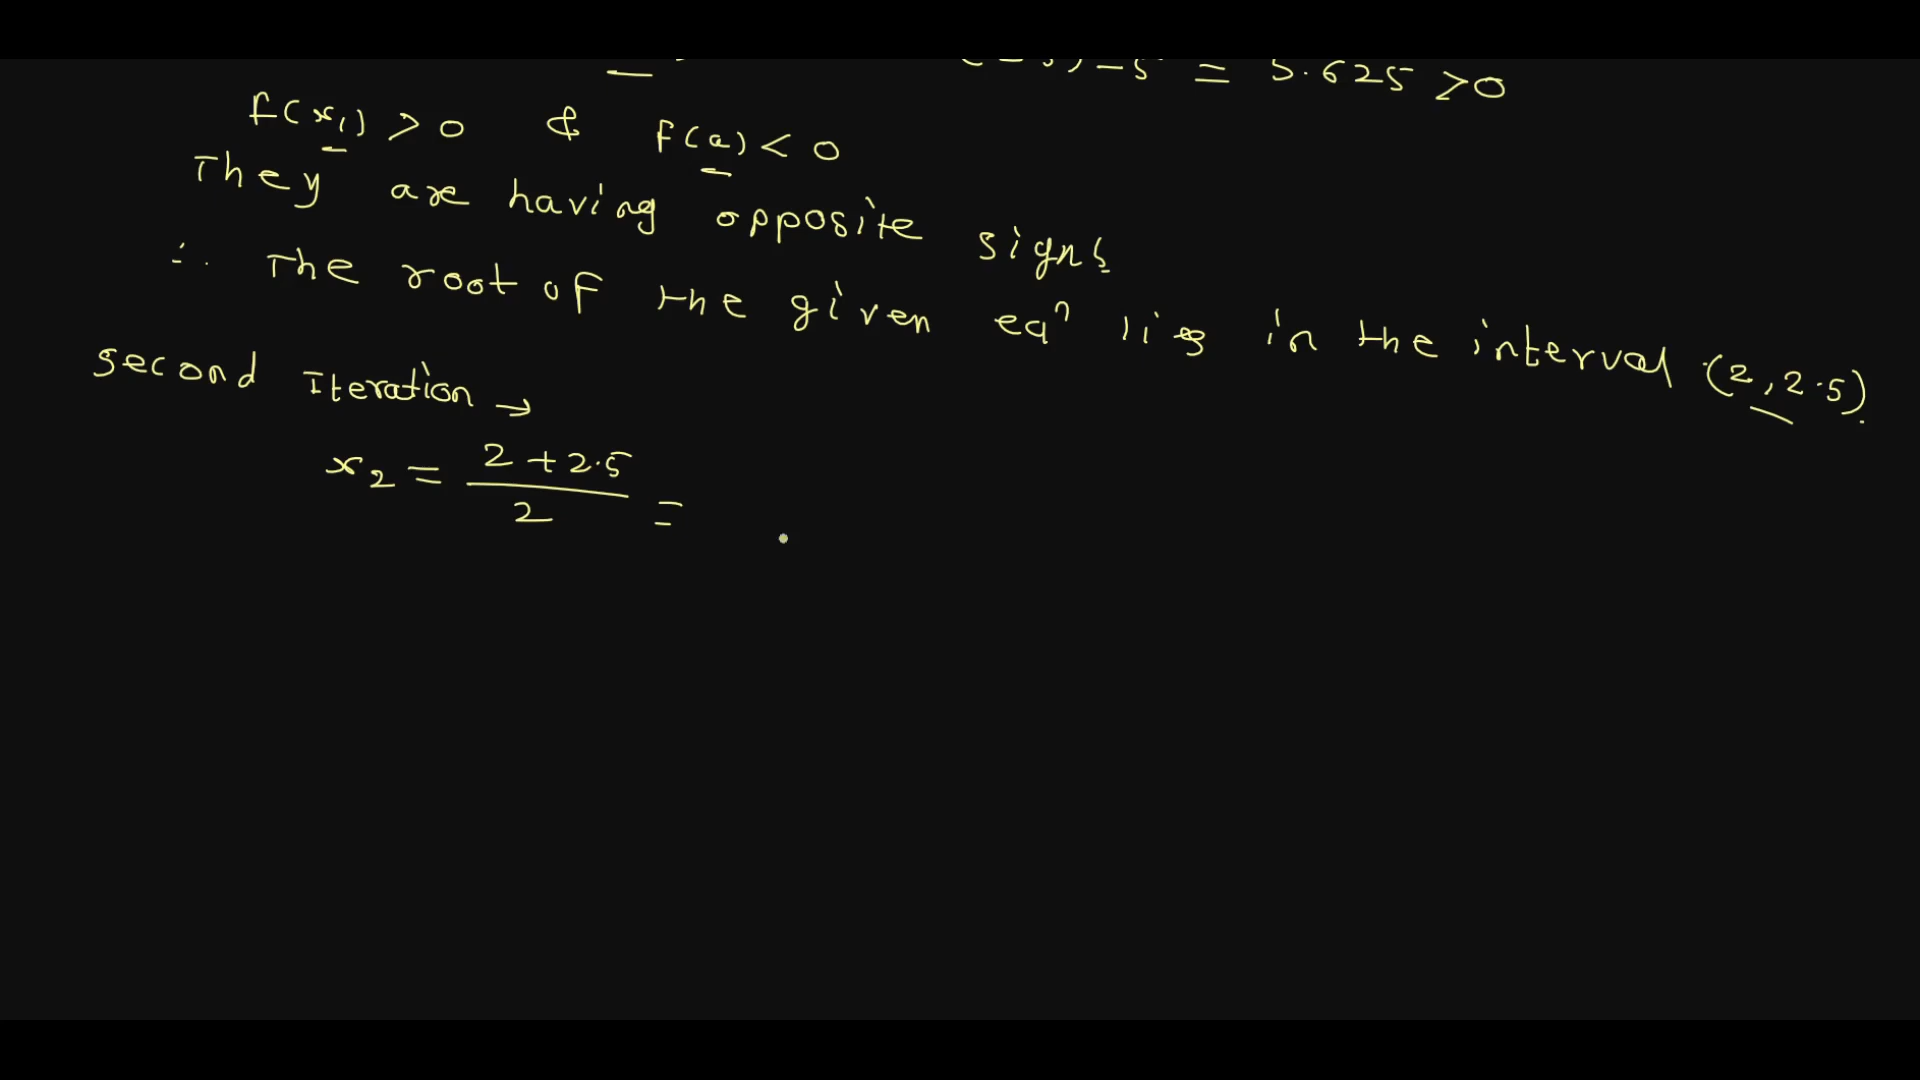 -5 = 5.625 >0
f(x₁) > 0 & f(a) < 0
They are having opposite signs
∴ The root of the given eqⁿ lies in the interval (2, 2.5).
second Iteration →
x₂ = (2 + 2.5)/2 =